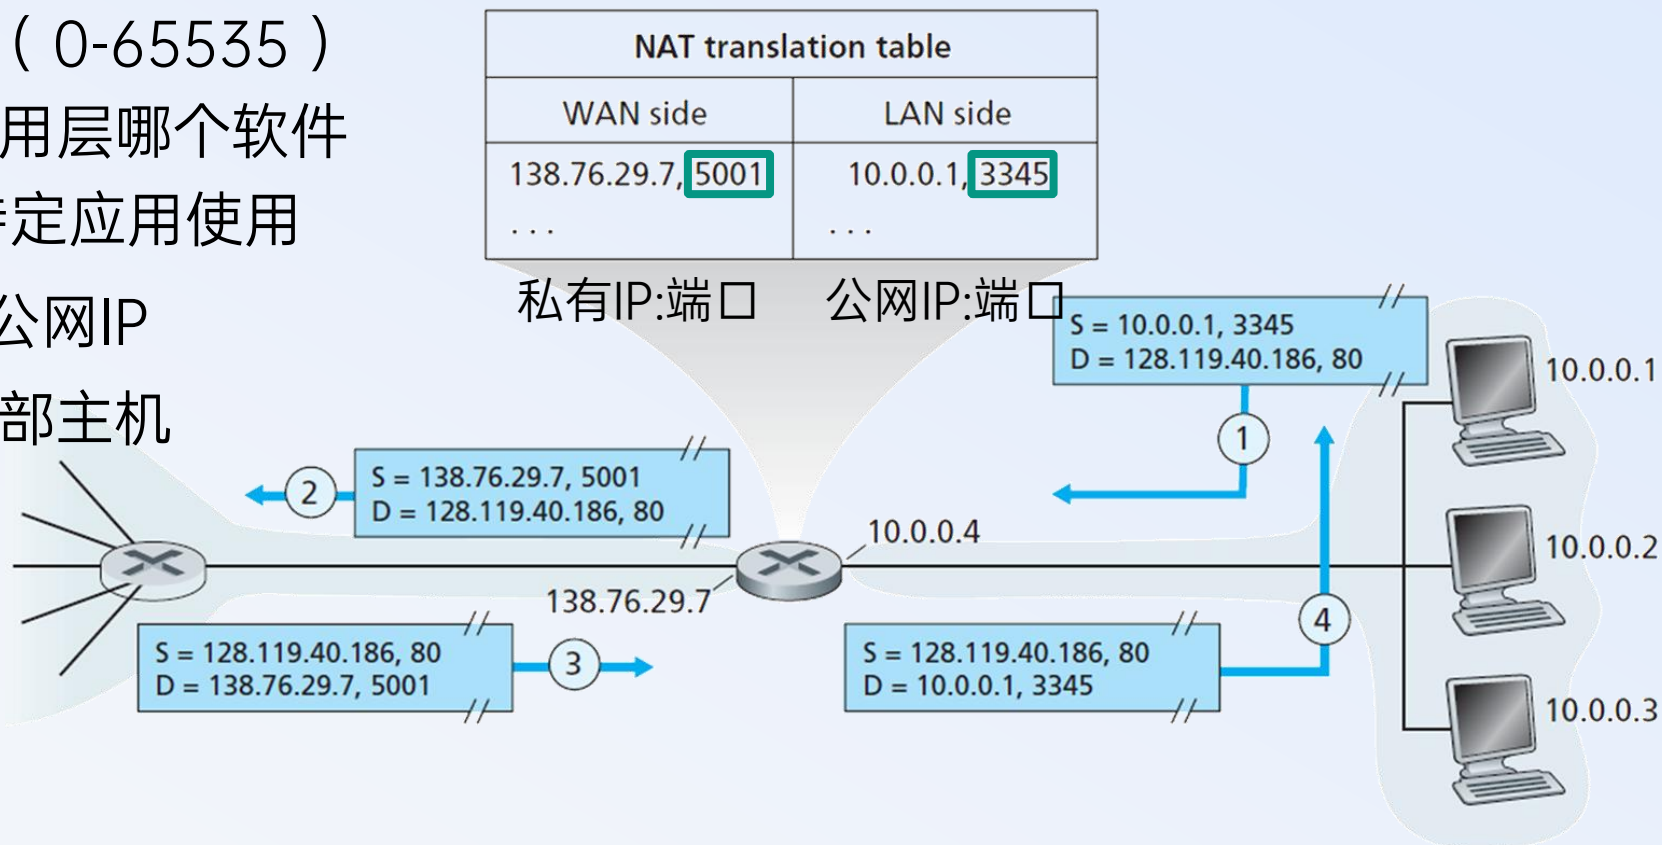 （0-65535）
用层哪个软件
特定应用使用
公网IP
部主机
NAT translation table
WAN side LAN side
138.76.29.7, 5001 10.0.0.1, 3345
. . . . . .
私有IP:端口 公网IP:端口
S = 10.0.0.1, 3345
D = 128.119.40.186, 80
1
10.0.0.1
2
S = 138.76.29.7, 5001
D = 128.119.40.186, 80
10.0.0.4
10.0.0.2
138.76.29.7
4
S = 128.119.40.186, 80
D = 138.76.29.7, 5001
3
S = 128.119.40.186, 80
D = 10.0.0.1, 3345
10.0.0.3